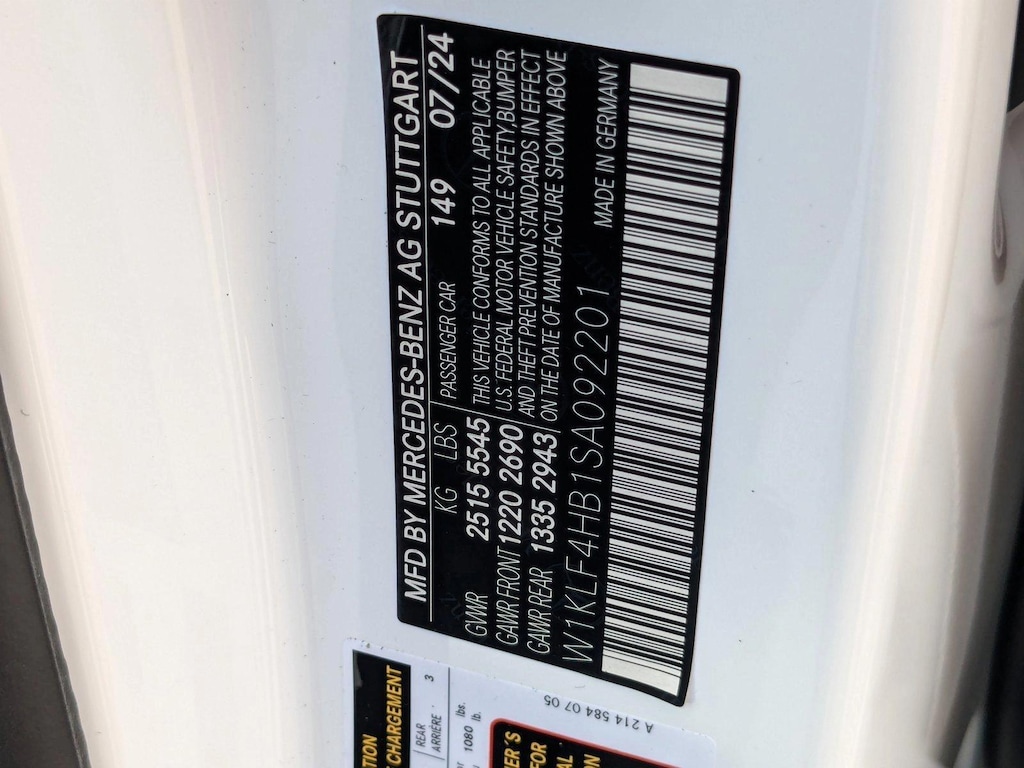 MFD BY MERCEDES-BENZ AG STUTTGART
KG LBS PASSENGER CAR 149 07/24
GVWR 2515 5545 THIS VEHICLE CONFORMS TO ALL APPLICABLE
U.S. FEDERAL MOTOR VEHICLE SAFETY,BUMPER
GAWR FRONT 1220 2690 AND THEFT PREVENTION STANDARDS IN EFFECT
GAWR REAR 1335 2943 ON THE DATE OF MANUFACTURE SHOWN ABOVE
W1KLF4HB1SA092201 MADE IN GERMANY
CHARGEMENT
REAR
ARRIÈRE 3
1080 lbs.
lb.
FOR
A 214 584 07 05